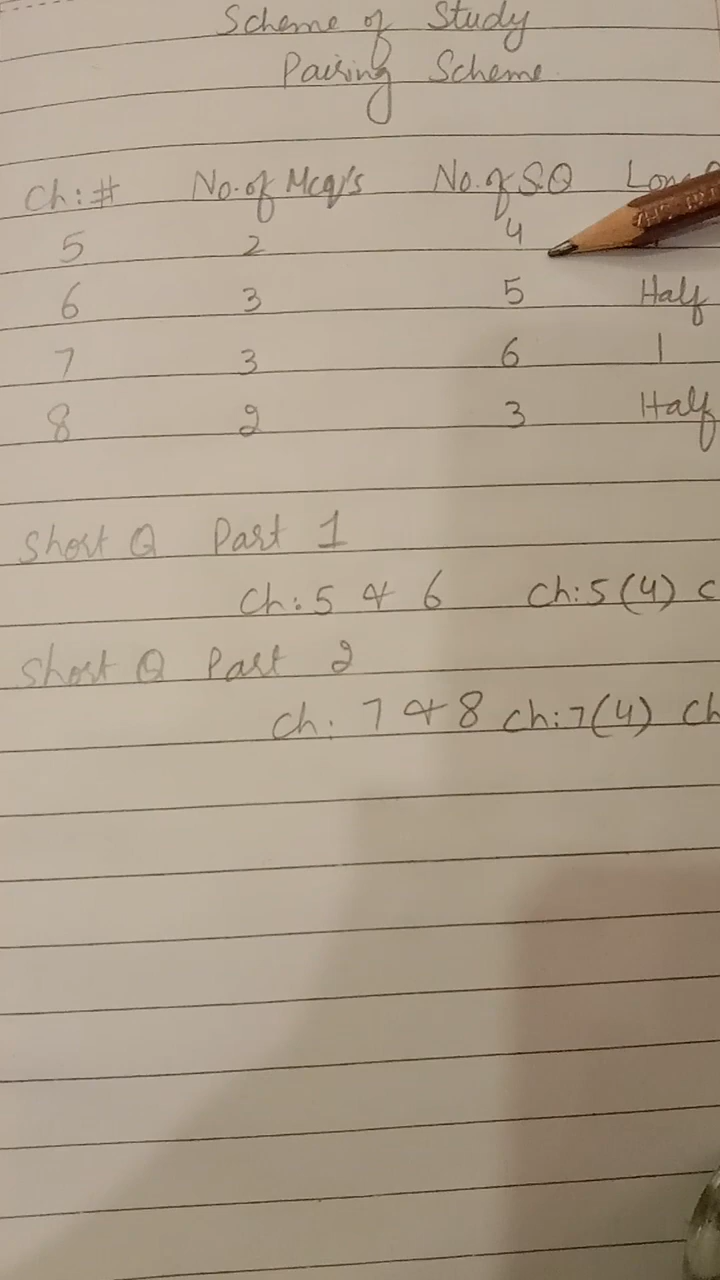 Scheme of Study
Pairing Scheme
Ch:# No. of Mcq's No. of S.Q
5 2 4
6 3 5 Half
7 3 6 1
8 2 3 Half
Short Q Part 1
Ch: 5 & 6 Ch: 5 (4) C
Short Q Part 2
Ch: 7 & 8 Ch: 7 (4) Ch